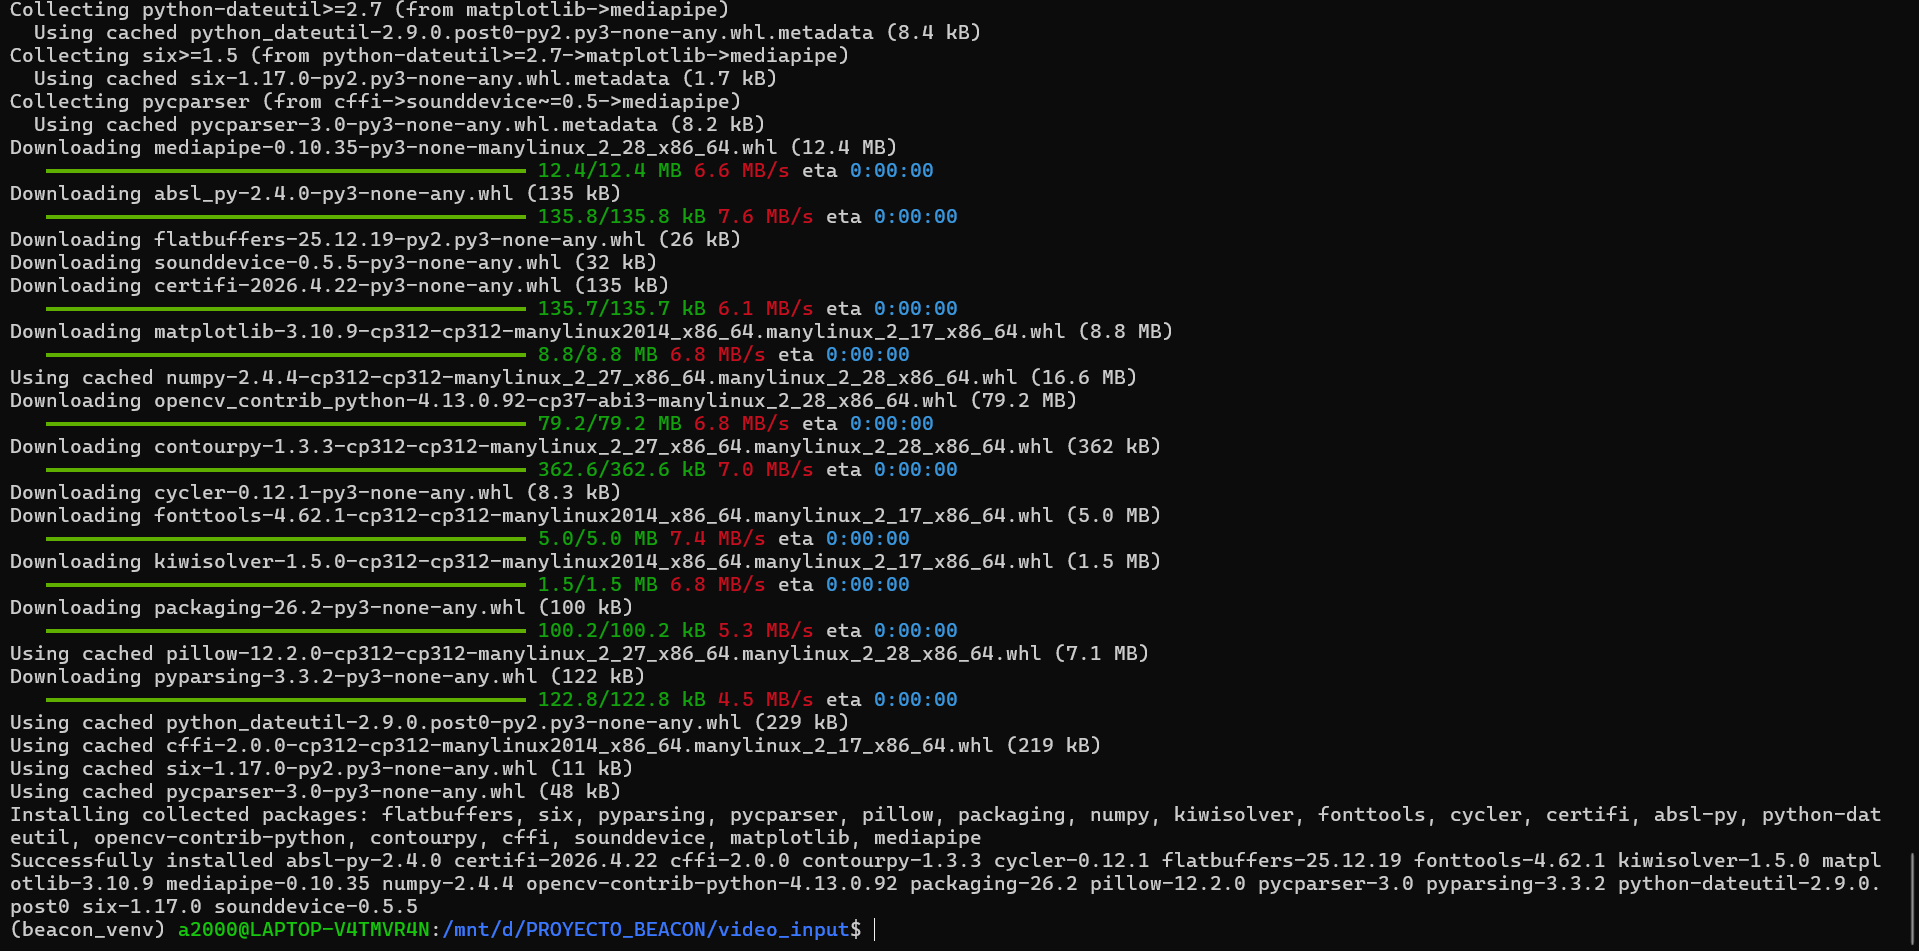 Collecting python-dateutil>=2.7 (from matplotlib->mediapipe)
  Using cached python_dateutil-2.9.0.post0-py2.py3-none-any.whl.metadata (8.4 kB)
Collecting six>=1.5 (from python-dateutil>=2.7->matplotlib->mediapipe)
  Using cached six-1.17.0-py2.py3-none-any.whl.metadata (1.7 kB)
Collecting pycparser (from cffi->sounddevice~=0.5->mediapipe)
  Using cached pycparser-3.0-py3-none-any.whl.metadata (8.2 kB)
Downloading mediapipe-0.10.35-py3-none-manylinux_2_28_x86_64.whl (12.4 MB)
12.4/12.4 MB 6.6 MB/s eta 0:00:00
Downloading absl_py-2.4.0-py3-none-any.whl (135 kB)
135.8/135.8 kB 7.6 MB/s eta 0:00:00
Downloading flatbuffers-25.12.19-py2.py3-none-any.whl (26 kB)
Downloading sounddevice-0.5.5-py3-none-any.whl (32 kB)
Downloading certifi-2026.4.22-py3-none-any.whl (135 kB)
135.7/135.7 kB 6.1 MB/s eta 0:00:00
Downloading matplotlib-3.10.9-cp312-cp312-manylinux2014_x86_64.manylinux_2_17_x86_64.whl (8.8 MB)
8.8/8.8 MB 6.8 MB/s eta 0:00:00
Using cached numpy-2.4.4-cp312-cp312-manylinux_2_27_x86_64.manylinux_2_28_x86_64.whl (16.6 MB)
Downloading opencv_contrib_python-4.13.0.92-cp37-abi3-manylinux_2_28_x86_64.whl (79.2 MB)
79.2/79.2 MB 6.8 MB/s eta 0:00:00
Downloading contourpy-1.3.3-cp312-cp312-manylinux_2_27_x86_64.manylinux_2_28_x86_64.whl (362 kB)
362.6/362.6 kB 7.0 MB/s eta 0:00:00
Downloading cycler-0.12.1-py3-none-any.whl (8.3 kB)
Downloading fonttools-4.62.1-cp312-cp312-manylinux2014_x86_64.manylinux_2_17_x86_64.whl (5.0 MB)
5.0/5.0 MB 7.4 MB/s eta 0:00:00
Downloading kiwisolver-1.5.0-cp312-cp312-manylinux2014_x86_64.manylinux_2_17_x86_64.whl (1.5 MB)
1.5/1.5 MB 6.8 MB/s eta 0:00:00
Downloading packaging-26.2-py3-none-any.whl (100 kB)
100.2/100.2 kB 5.3 MB/s eta 0:00:00
Using cached pillow-12.2.0-cp312-cp312-manylinux_2_27_x86_64.manylinux_2_28_x86_64.whl (7.1 MB)
Downloading pyparsing-3.3.2-py3-none-any.whl (122 kB)
122.8/122.8 kB 4.5 MB/s eta 0:00:00
Using cached python_dateutil-2.9.0.post0-py2.py3-none-any.whl (229 kB)
Using cached cffi-2.0.0-cp312-cp312-manylinux2014_x86_64.manylinux_2_17_x86_64.whl (219 kB)
Using cached six-1.17.0-py2.py3-none-any.whl (11 kB)
Using cached pycparser-3.0-py3-none-any.whl (48 kB)
Installing collected packages: flatbuffers, six, pyparsing, pycparser, pillow, packaging, numpy, kiwisolver, fonttools, cycler, certifi, absl-py, python-dat
eutil, opencv-contrib-python, contourpy, cffi, sounddevice, matplotlib, mediapipe
Successfully installed absl-py-2.4.0 certifi-2026.4.22 cffi-2.0.0 contourpy-1.3.3 cycler-0.12.1 flatbuffers-25.12.19 fonttools-4.62.1 kiwisolver-1.5.0 matpl
otlib-3.10.9 mediapipe-0.10.35 numpy-2.4.4 opencv-contrib-python-4.13.0.92 packaging-26.2 pillow-12.2.0 pycparser-3.0 pyparsing-3.3.2 python-dateutil-2.9.0.
post0 six-1.17.0 sounddevice-0.5.5
(beacon_venv) a2000@LAPTOP-V4TMVR4N:/mnt/d/PROYECTO_BEACON/video_input$